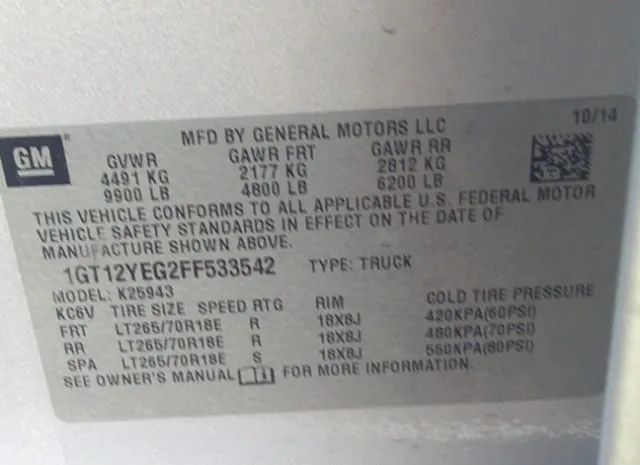 10/14
GM
MFD BY GENERAL MOTORS LLC
GVWR GAWR FRT GAWR RR
4491 KG 2177 KG 2812 KG
9900 LB 4800 LB 6200 LB
THIS VEHICLE CONFORMS TO ALL APPLICABLE U.S. FEDERAL MOTOR
VEHICLE SAFETY STANDARDS IN EFFECT ON THE DATE OF
MANUFACTURE SHOWN ABOVE.
1GT12YEG2FF533542 TYPE: TRUCK
MODEL: K25943
KC6V TIRE SIZE SPEED RTG RIM COLD TIRE PRESSURE
FRT LT265/70R18E R 18X8J 420KPA(60PSI)
RR LT265/70R18E R 18X8J 480KPA(70PSI)
SPA LT265/70R18E S 18X8J 550KPA(80PSI)
SEE OWNER'S MANUAL FOR MORE INFORMATION.